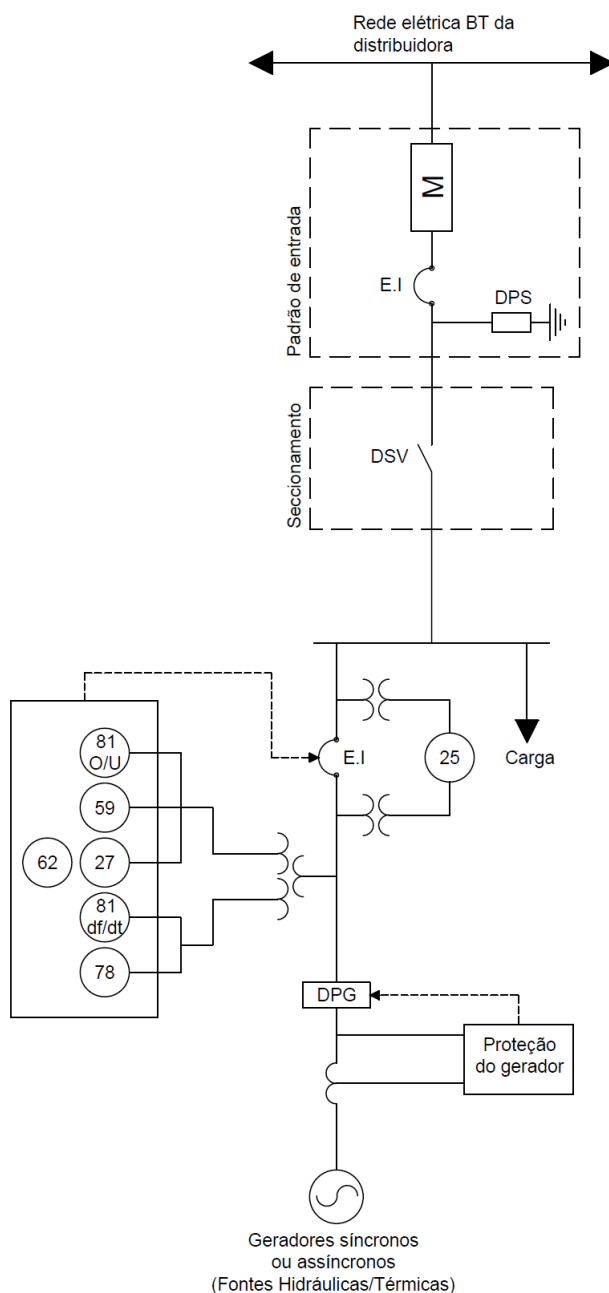 Rede elétrica BT da
distribuidora
Padrão de entrada
M
E.I
DPS
Seccionamento
DSV
81
O/U
59
62
27
81
df/dt
78
E.I
25
Carga
DPG
Proteção
do gerador
Geradores síncronos
ou assíncronos
(Fontes Hidráulicas/Térmicas)